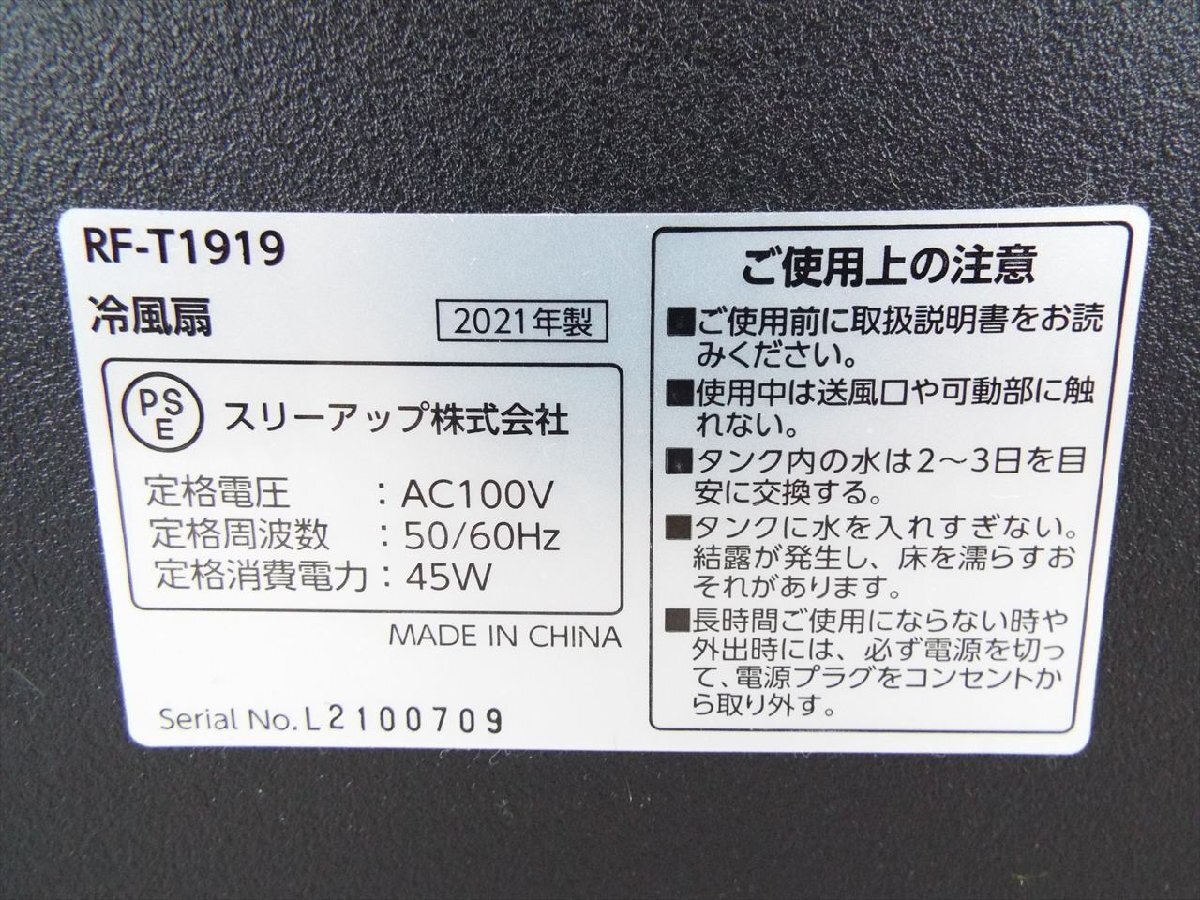 RF-T1919
冷風扇
2021年製
PS
E
スリーアップ株式会社
定格電圧 : AC100V
定格周波数 : 50/60Hz
定格消費電力 : 45W
MADE IN CHINA
Serial No. L2100709
ご使用上の注意
■ご使用前に取扱説明書をお読
みください。
■使用中は送風口や可動部に触
れない。
■タンク内の水は2～3日を目
安に交換する。
■タンクに水を入れすぎない。
結露が発生し、床を濡らすお
それがあります。
■長時間ご使用にならない時や
外出時には、必ず電源を切っ
て、電源プラグをコンセントか
ら取り外す。